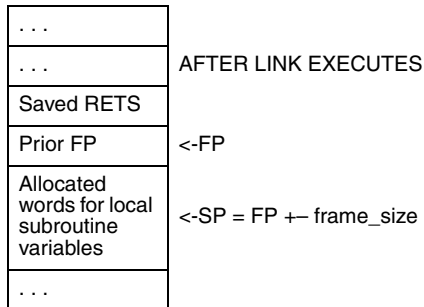 . . .
. . . AFTER LINK EXECUTES
Saved RETS
Prior FP <-FP
Allocated
words for local
subroutine <-SP = FP +– frame_size
variables
. . .